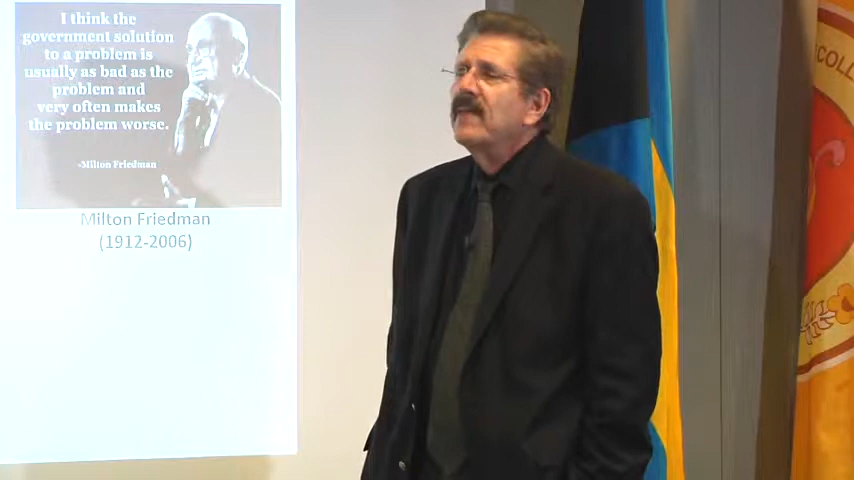 I think the
government solution
to a problem is
usually as bad as the
problem and
very often makes
the problem worse.
-Milton Friedman
Milton Friedman
(1912-2006)
COLL